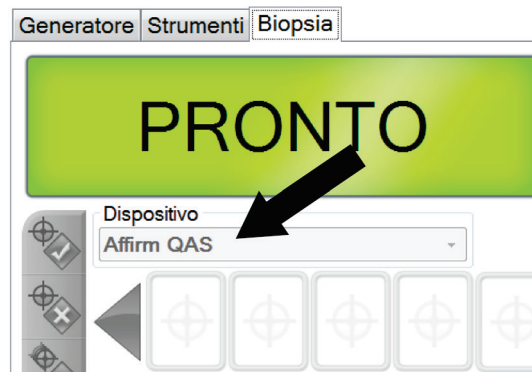 Generatore Strumenti Biopsia
PRONTO
Dispositivo
Affirm QAS